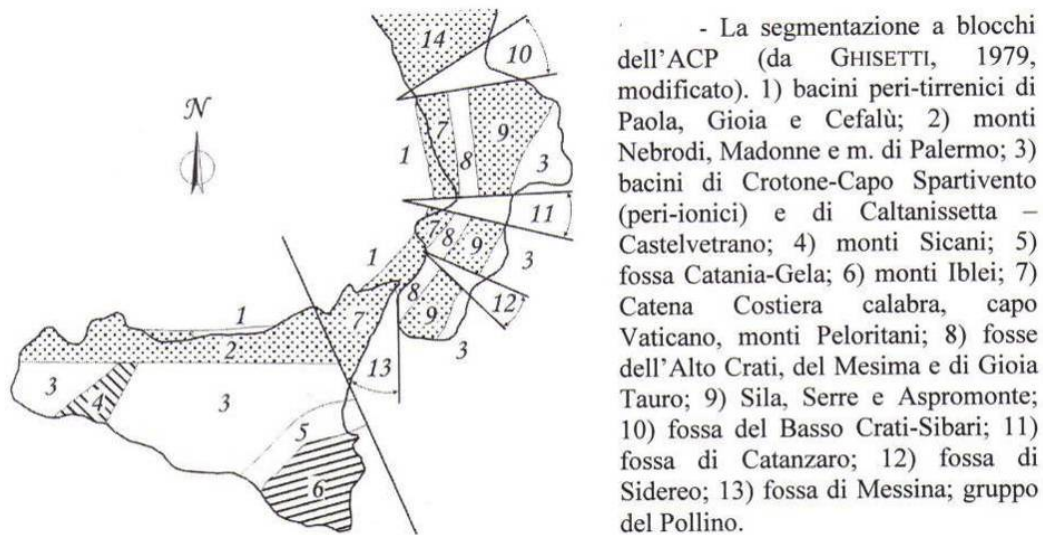 - La segmentazione a blocchi
dell'ACP (da GHISETTI, 1979,
modificato). 1) bacini peri-tirrenici di
Paola, Gioia e Cefalù; 2) monti
Nebrodi, Madonne e m. di Palermo; 3)
bacini di Crotone-Capo Spartivento
(peri-ionici) e di Caltanissetta –
Castelvetrano; 4) monti Sicani; 5)
fossa Catania-Gela; 6) monti Iblei; 7)
Catena Costiera calabra, capo
Vaticano, monti Peloritani; 8) fosse
dell'Alto Crati, del Mesima e di Gioia
Tauro; 9) Sila, Serre e Aspromonte;
10) fossa del Basso Crati-Sibari; 11)
fossa di Catanzaro; 12) fossa di
Sidereo; 13) fossa di Messina; gruppo
del Pollino.
14
10
N
7
9
1
8
3
11
7
8
9
3
1
8
12
9
3
1
7
2
13
3
4
3
5
6